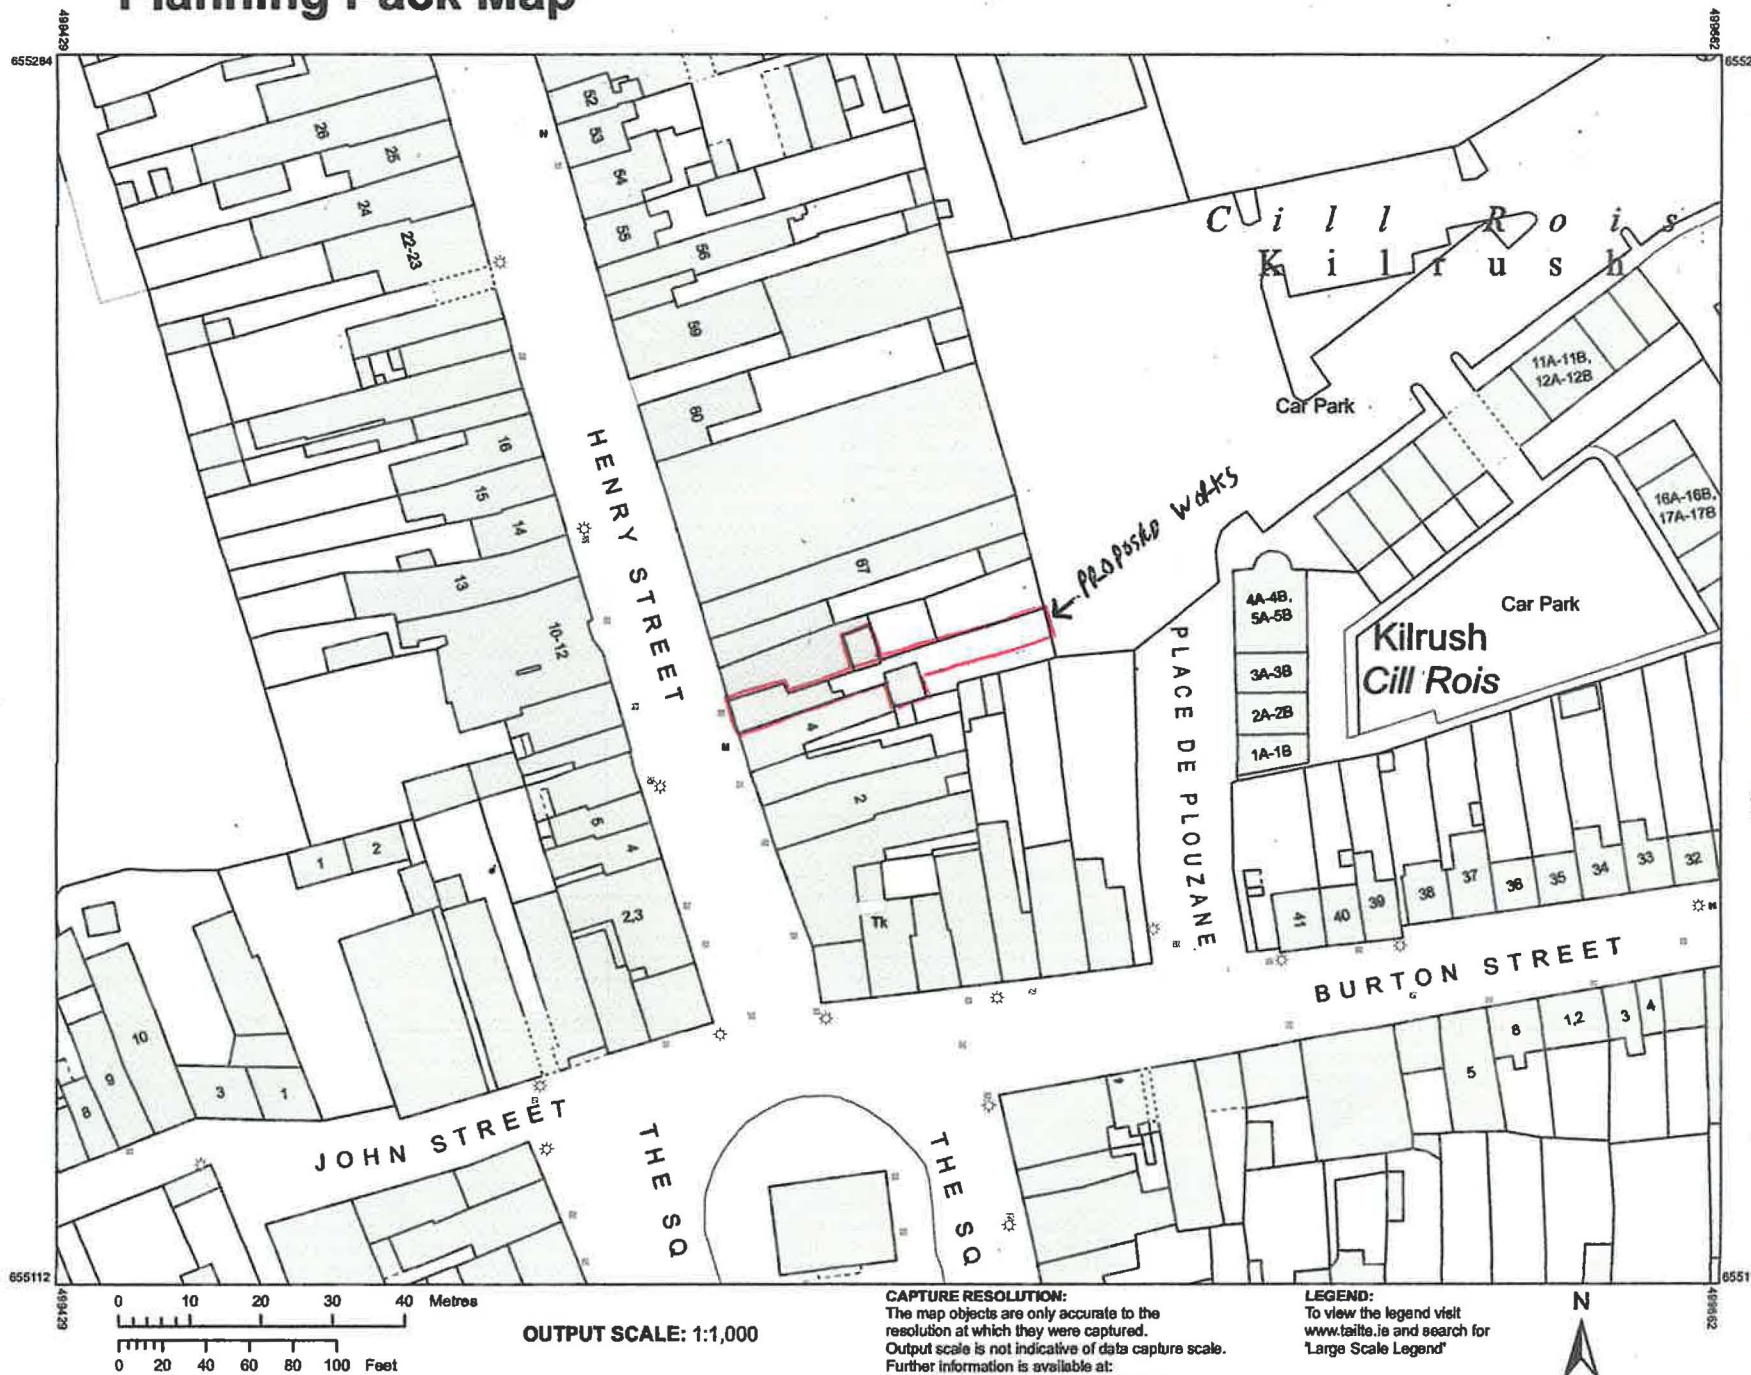 Planning Pack Map
499429
499682
655284
6552
52
53
54
55
56
59
60
67
26
25
24
22-23
16
15
14
13
10-12
HENRY STREET
Cill Rois
Kilrush
Car Park
11A-11B,
12A-12B
16A-16B,
17A-17B
PROPOSED WORKS
4A-4B,
5A-5B
3A-3B
2A-2B
1A-1B
Car Park
Kilrush
Cill Rois
PLACE DE PLOUZANE
4
2
Tk
5
4
2,3
1
2
41
40
39
38
37
36
35
34
33
32
BURTON STREET
10
9
8
3
1
JOHN STREET
THE SQ
THE SQ
5
6
1,2
3
4
655112
6551
499429
499682
0 10 20 30 40 Metres
0 20 40 60 80 100 Feet
OUTPUT SCALE: 1:1,000
CAPTURE RESOLUTION:
The map objects are only accurate to the
resolution at which they were captured.
Output scale is not indicative of data capture scale.
Further information is available at:
LEGEND:
To view the legend visit
www.tailte.ie and search for
'Large Scale Legend'
N